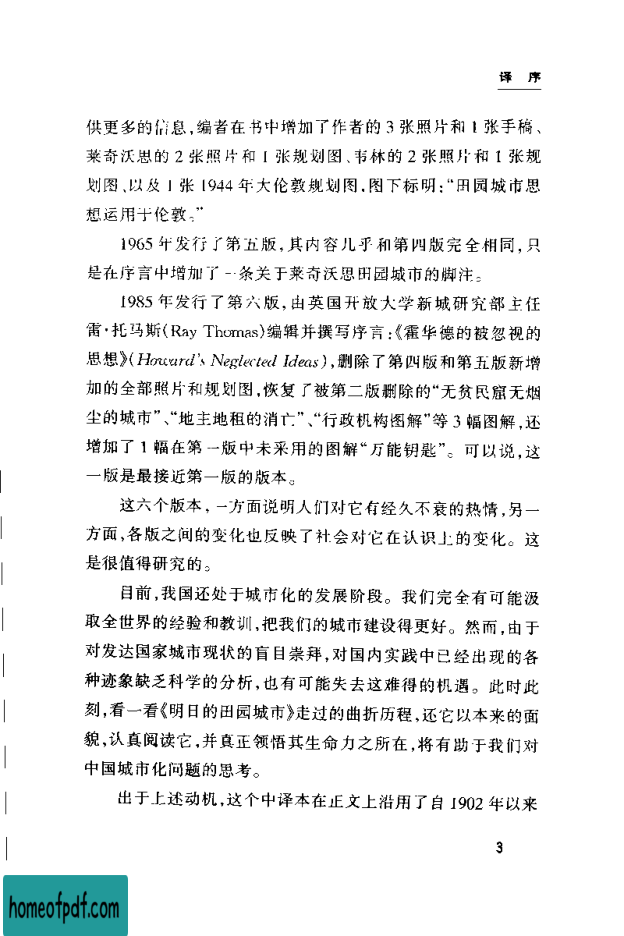 译 序
供更多的信息,编者在书中增加了作者的 3 张照片和 1 张手稿、
莱奇沃思的 2 张照片和 1 张规划图、韦林的 2 张照片和 1 张规
划图、以及 1 张 1944 年大伦敦规划图,图下标明:“田园城市思
想运用于伦敦。”
1965 年发行了第五版,其内容几乎和第四版完全相同,只
是在序言中增加了一条关于莱奇沃思田园城市的脚注。
1985 年发行了第六版,由英国开放大学新城研究部主任
雷·托马斯(Ray Thomas)编辑并撰写序言:《霍华德的被忽视的
思想》(Howard's Neglected Ideas),删除了第四版和第五版新增
加的全部照片和规划图,恢复了被第二版删除的“无贫民窟无烟
尘的城市”、“地主地租的消亡”、“行政机构图解”等 3 幅图解,还
增加了 1 幅在第一版中未采用的图解“万能钥匙”。可以说,这
一版是最接近第一版的版本。
这六个版本,一方面说明人们对它有经久不衰的热情,另一
方面,各版之间的变化也反映了社会对它在认识上的变化。这
是很值得研究的。
目前,我国还处于城市化的发展阶段。我们完全有可能汲
取全世界的经验和教训,把我们的城市建设得更好。然而,由于
对发达国家城市现状的盲目崇拜,对国内实践中已经出现的各
种迹象缺乏科学的分析,也有可能失去这难得的机遇。此时此
刻,看一看《明日的田园城市》走过的曲折历程,还它以本来的面
貌,认真阅读它,并真正领悟其生命力之所在,将有助于我们对
中国城市化问题的思考。
出于上述动机,这个中译本在正文上沿用了自 1902 年以来
3
homeofpdf.com